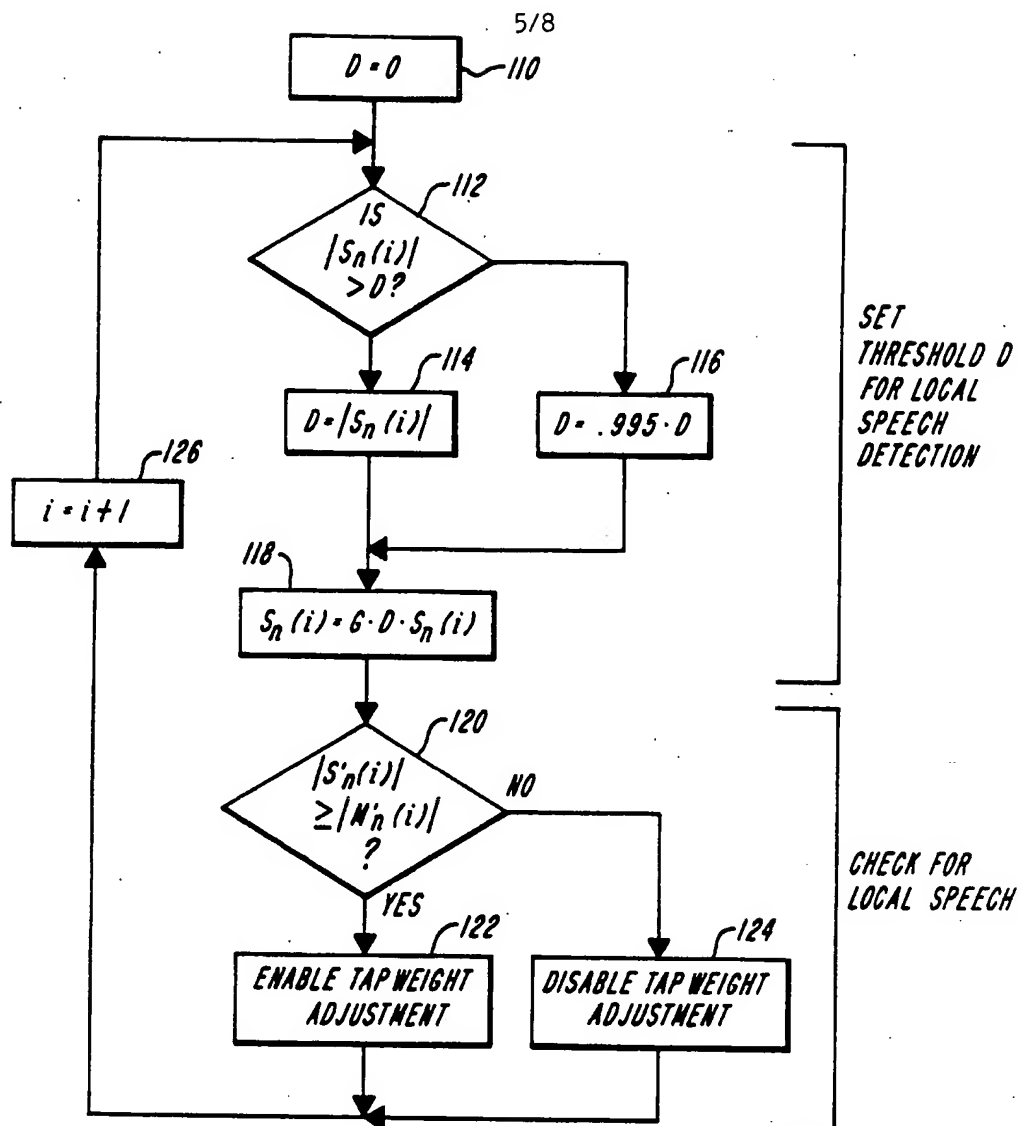 5/8
D = 0
110
112
IS
|Sn(i)|
> D?
114
D = |Sn(i)|
116
D = .995 · D
SET
THRESHOLD D
FOR LOCAL
SPEECH
DETECTION
126
i = i + 1
118
Sn(i) = G · D · Sn(i)
120
|S'n(i)|
≥ |M'n(i)|
?
NO
YES
CHECK FOR
LOCAL SPEECH
122
ENABLE TAP WEIGHT
ADJUSTMENT
124
DISABLE TAP WEIGHT
ADJUSTMENT